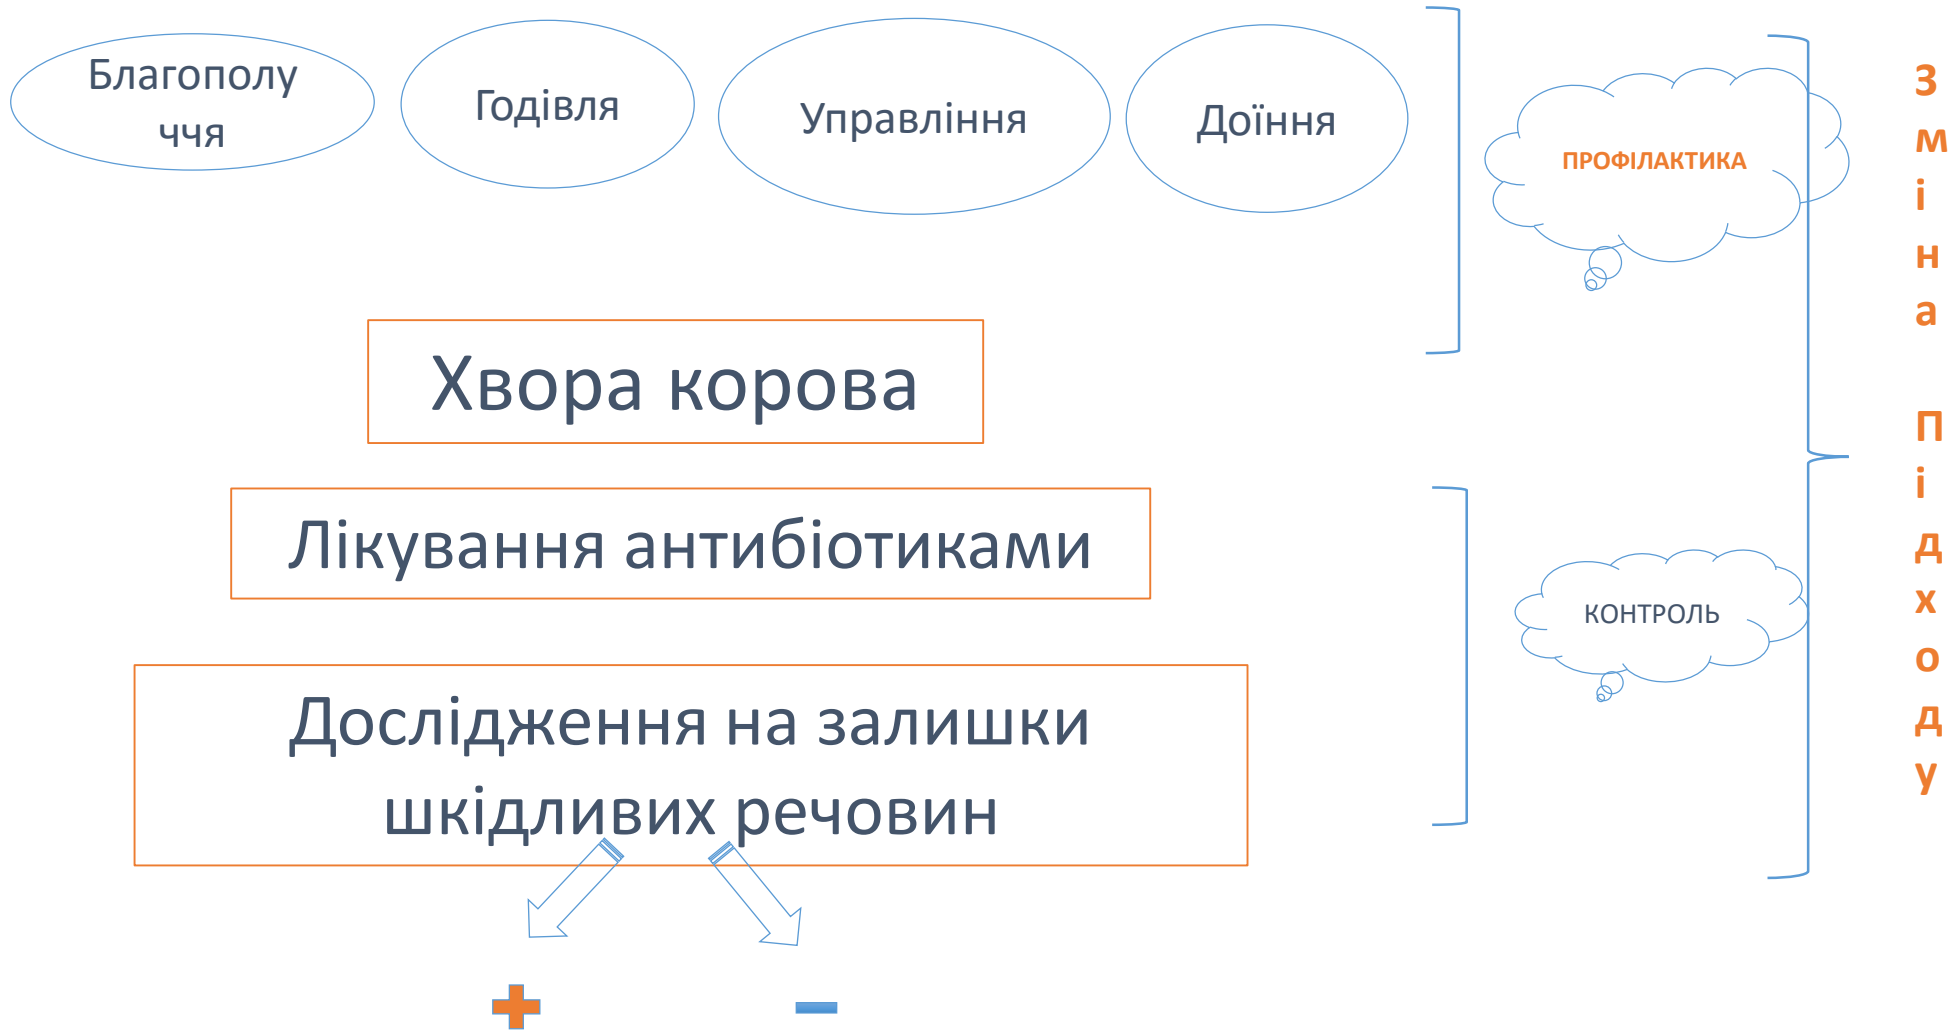 Благополу
ччя
Годівля
Управління
Доїння
ПРОФІЛАКТИКА
Хвора корова
Лікування антибіотиками
КОНТРОЛЬ
Дослідження на залишки
шкідливих речовин
З
м
і
н
а
П
і
д
х
о
д
у